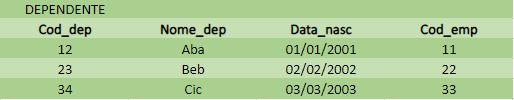 DEPENDENTE
Cod_dep Nome_dep Data_nasc Cod_emp
12 Aba 01/01/2001 11
23 Beb 02/02/2002 22
34 Cic 03/03/2003 33